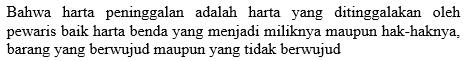 Bahwa harta peninggalan adalah harta yang ditinggalakan oleh
pewaris baik harta benda yang menjadi miliknya maupun hak-haknya,
barang yang berwujud maupun yang tidak berwujud